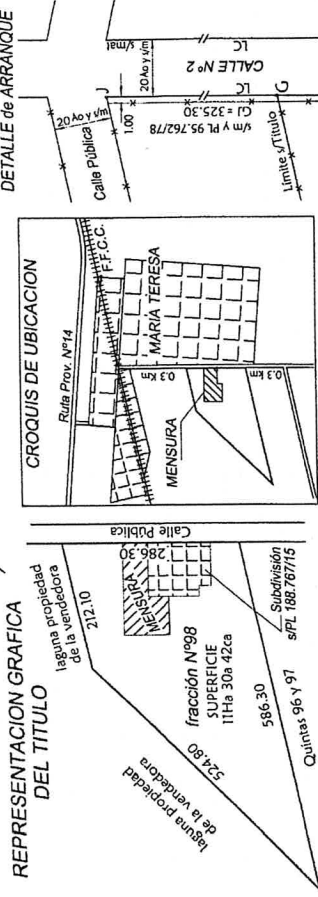 REPRESENTACION GRAFICA
DEL TITULO
laguna propiedad
de la vendedora
212.10
Calle Pública
286.30
MENSURA
fracción Nº98
SUPERFICIE
11Ha 30a 42ca
524.80
laguna propiedad
de la vendedora
586.30
Quintas 96 y 97
Subdivisión
s/PL 188.767/15
CROQUIS DE UBICACION
Ruta Prov. Nº14
F.F.C.C.
MARIA TERESA
0.3 Km
MENSURA
0.3 km
DETALLE de ARRANQUE
20Ao y s/m
Calle Pública
J
1.00
s/mat
20Ao y s/m
LC
CALLE Nº 2
LC
GJ = 325.30
s/m y PL 95.762/78
G
Límite s/Título